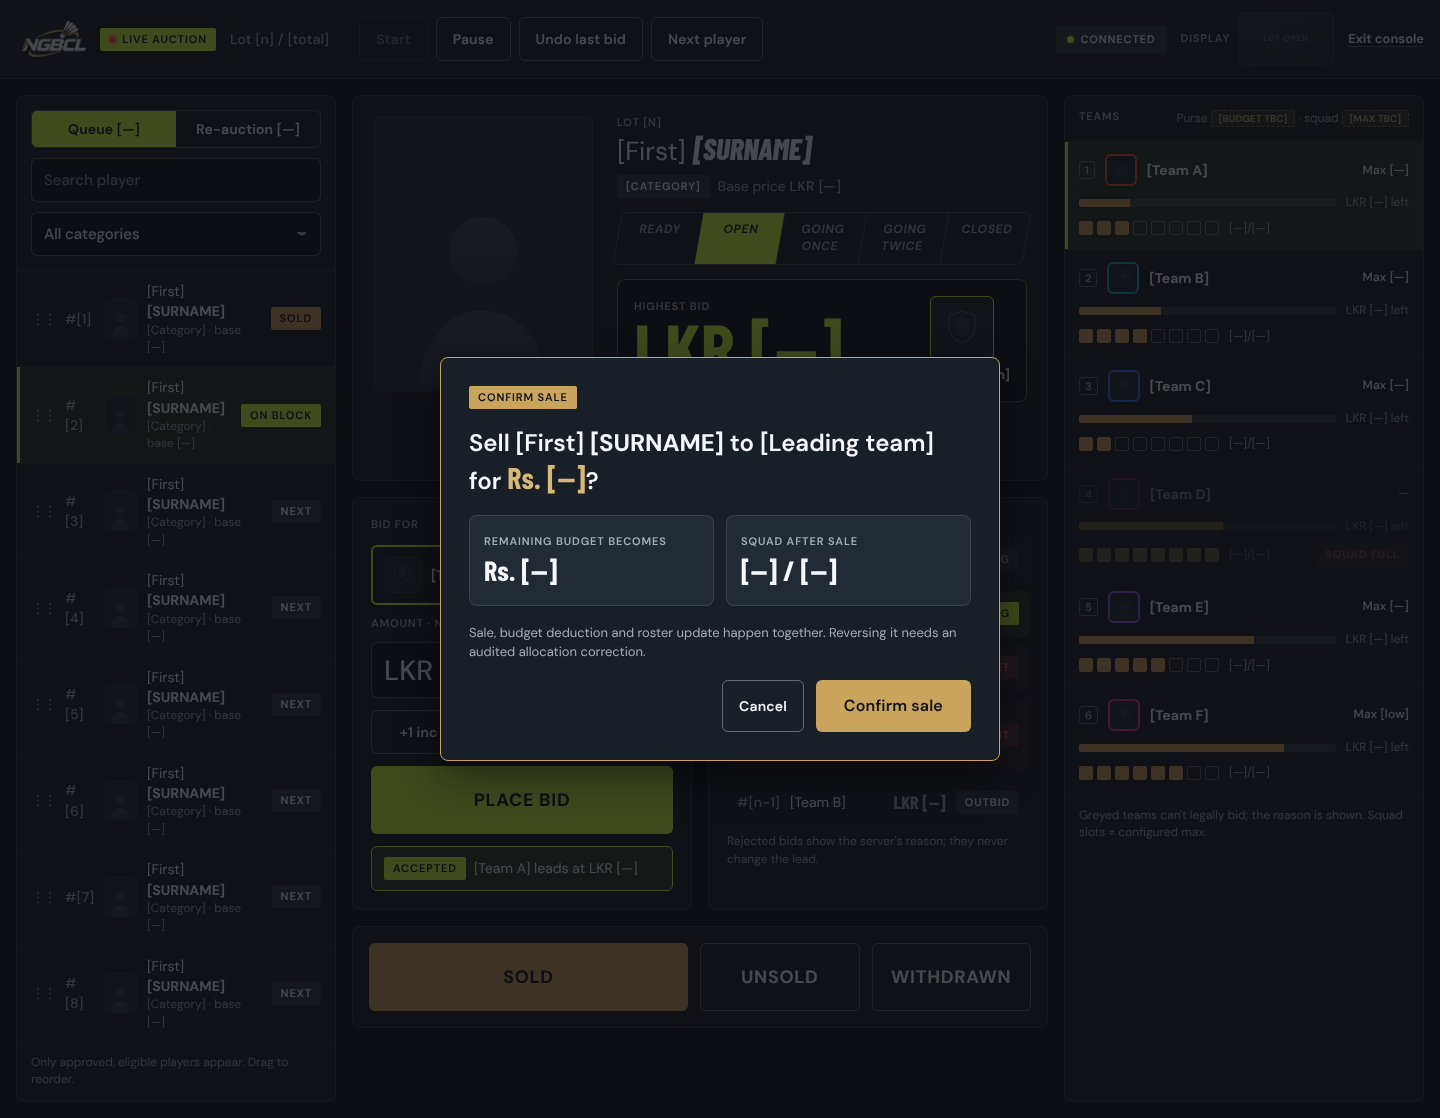 NGBCL
LIVE AUCTION
Lot [n] / [total]
Start
Pause
Undo last bid
Next player
CONNECTED
DISPLAY
LOT OPEN
Exit console
Queue [—]
Re-auction [—]
Search player
All categories
#[1]
[First]
[SURNAME]
[Category] · base
[—]
SOLD
#
[2]
[First]
[SURNAME]
[Category] ·
base [—]
ON BLOCK
#
[3]
[First]
[SURNAME]
[Category] · base
[—]
NEXT
#
[4]
[First]
[SURNAME]
[Category] · base
[—]
NEXT
#
[5]
[First]
[SURNAME]
[Category] · base
[—]
NEXT
#
[6]
[First]
[SURNAME]
[Category] · base
[—]
NEXT
#[7]
[First]
[SURNAME]
[Category] · base
[—]
NEXT
#
[8]
[First]
[SURNAME]
[Category] · base
[—]
NEXT
Only approved, eligible players appear. Drag to
reorder.
LOT [N]
[First] [SURNAME]
[CATEGORY]
Base price LKR [—]
READY
OPEN
GOING
ONCE
GOING
TWICE
CLOSED
HIGHEST BID
LKR [—]
CONFIRM SALE
Sell [First] [SURNAME] to [Leading team]
for Rs. [—]?
REMAINING BUDGET BECOMES
Rs. [—]
SQUAD AFTER SALE
[—] / [—]
Sale, budget deduction and roster update happen together. Reversing it needs an
audited allocation correction.
Cancel
Confirm sale
BID FOR
AMOUNT ·
LKR
+1 inc
PLACE BID
ACCEPTED
[Team A] leads at LKR [—]
#[n-1]
[Team B]
LKR [—]
OUTBID
Rejected bids show the server's reason; they never
change the lead.
SOLD
UNSOLD
WITHDRAWN
TEAMS
Purse [BUDGET TBC] · squad [MAX TBC]
1
[Team A]
Max [—]
LKR [—] left
[—]/[—]
2
[Team B]
Max [—]
LKR [—] left
[—]/[—]
3
[Team C]
Max [—]
LKR [—] left
[—]/[—]
4
[Team D]
—
LKR [—] left
[—]/[—]
SQUAD FULL
5
[Team E]
Max [—]
LKR [—] left
[—]/[—]
6
[Team F]
Max [low]
LKR [—] left
[—]/[—]
Greyed teams can't legally bid; the reason is shown. Squad
slots = configured max.